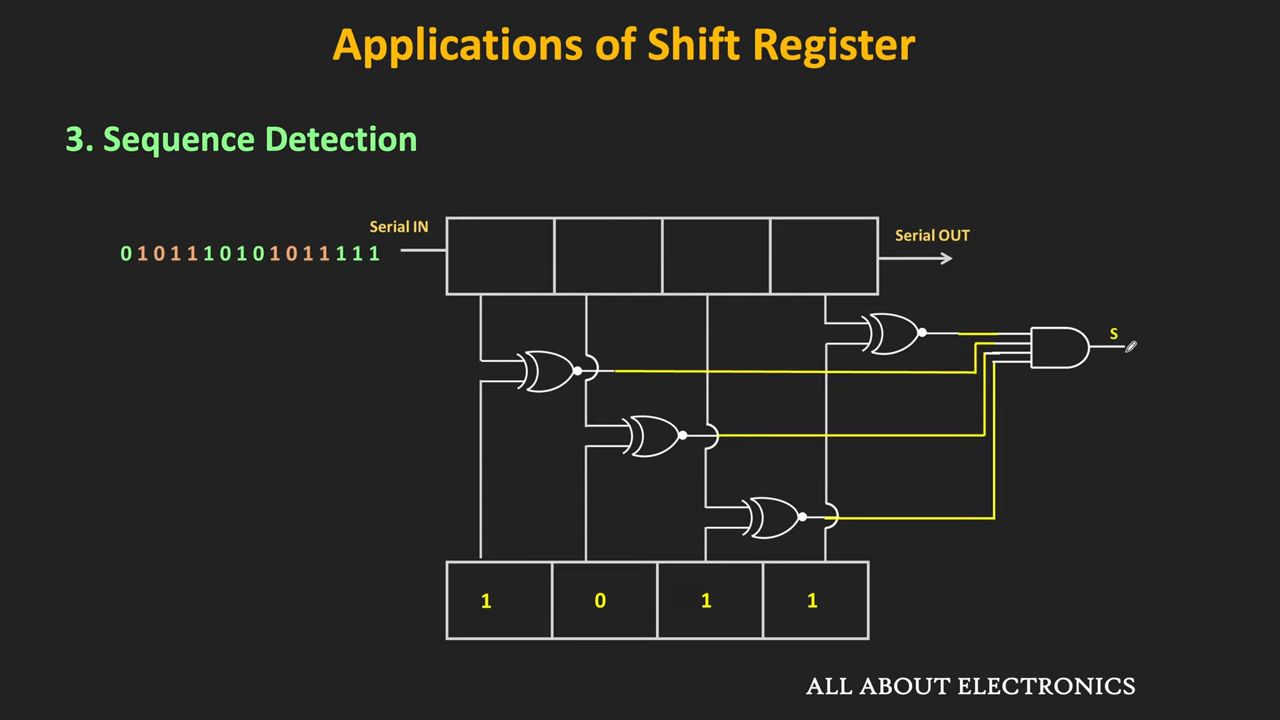 Applications of Shift Register
3. Sequence Detection
Serial IN
Serial OUT
0 1 0 1 1 1 0 1 0 1 0 1 1 1 1 1
S
1 0 1 1
ALL ABOUT ELECTRONICS